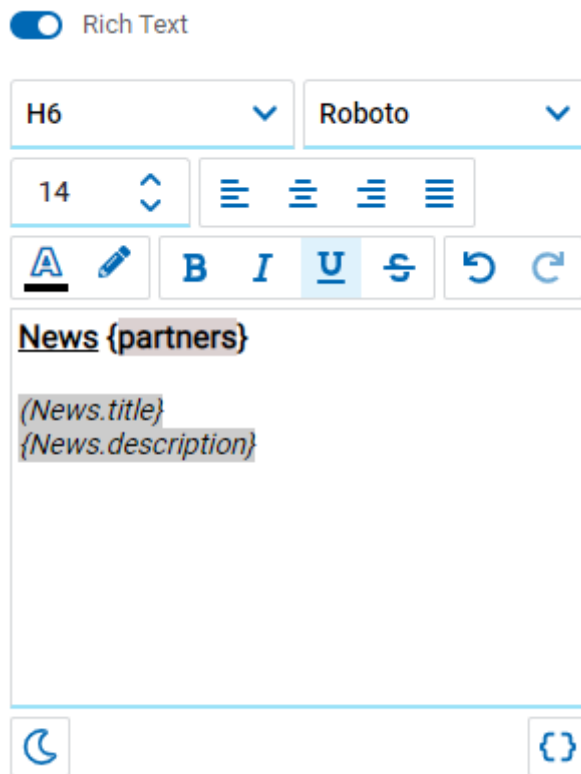 Rich Text
H6
Roboto
14
A B I U S
News {partners}
(News.title}
{News.description}
{}